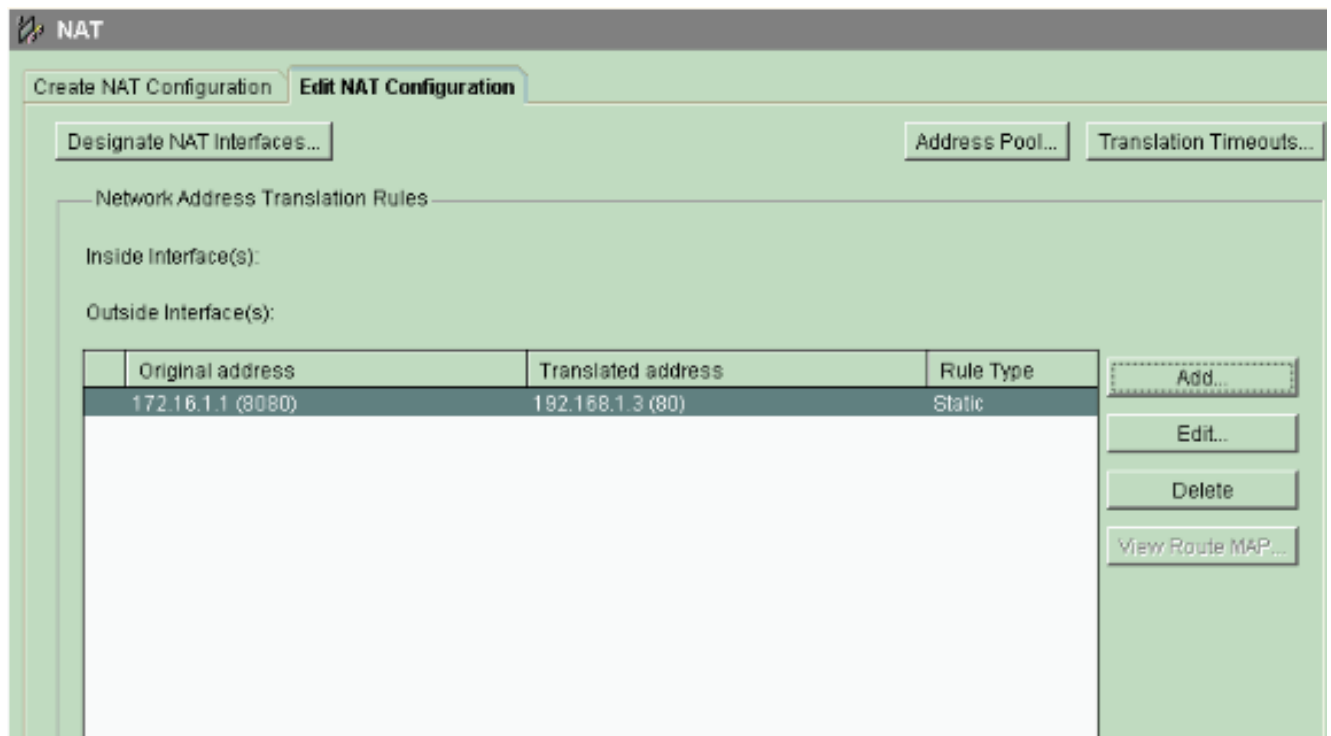 NAT
Create NAT Configuration Edit NAT Configuration
Designate NAT Interfaces... Address Pool... Translation Timeouts...
Network Address Translation Rules
Inside Interface(s):
Outside Interface(s):
Original address Translated address Rule Type
172.16.1.1 (8080) 192.168.1.3 (80) Static
Add...
Edit...
Delete
View Route MAP...